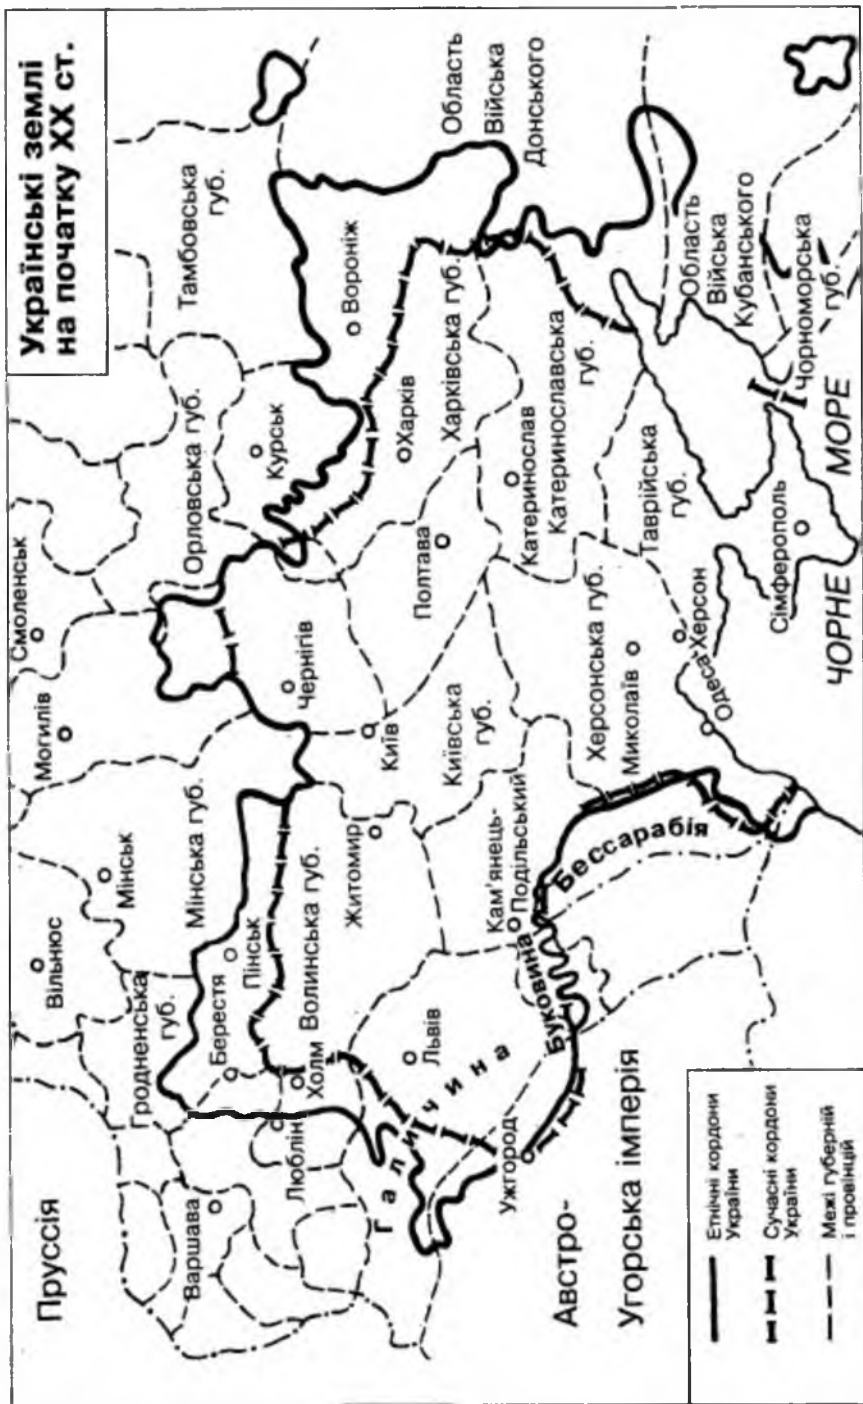 Українські землі
на початку XX ст.
Пруссія
Вільнюс
Могилів
Смоленськ
Мінськ
Гродненська
губ.
Мінська губ.
Орловська губ.
Тамбовська
губ.
Варшава
Берестя
Пінськ
Курськ
Вороніж
Люблін
Холм
Волинська губ.
Чернігів
Область
Війська
Донського
Житомир
Київ
Харків
Галичина
Львів
Київська
губ.
Полтава
Харківська губ.
Ужгород
Буковина
Кам'янець-
Подільський
Катеринослав
Катеринославська
губ.
Австро-
Угорська імперія
Бессарабія
Херсонська губ.
Миколаїв
Таврійська
губ.
Область
Війська
Кубанського
Одеса
Херсон
Сімферополь
Чорноморська
губ.
ЧОРНЕ МОРЕ
Етнічні кордони
України
Сучасні кордони
України
Межі губерній
і провінцій